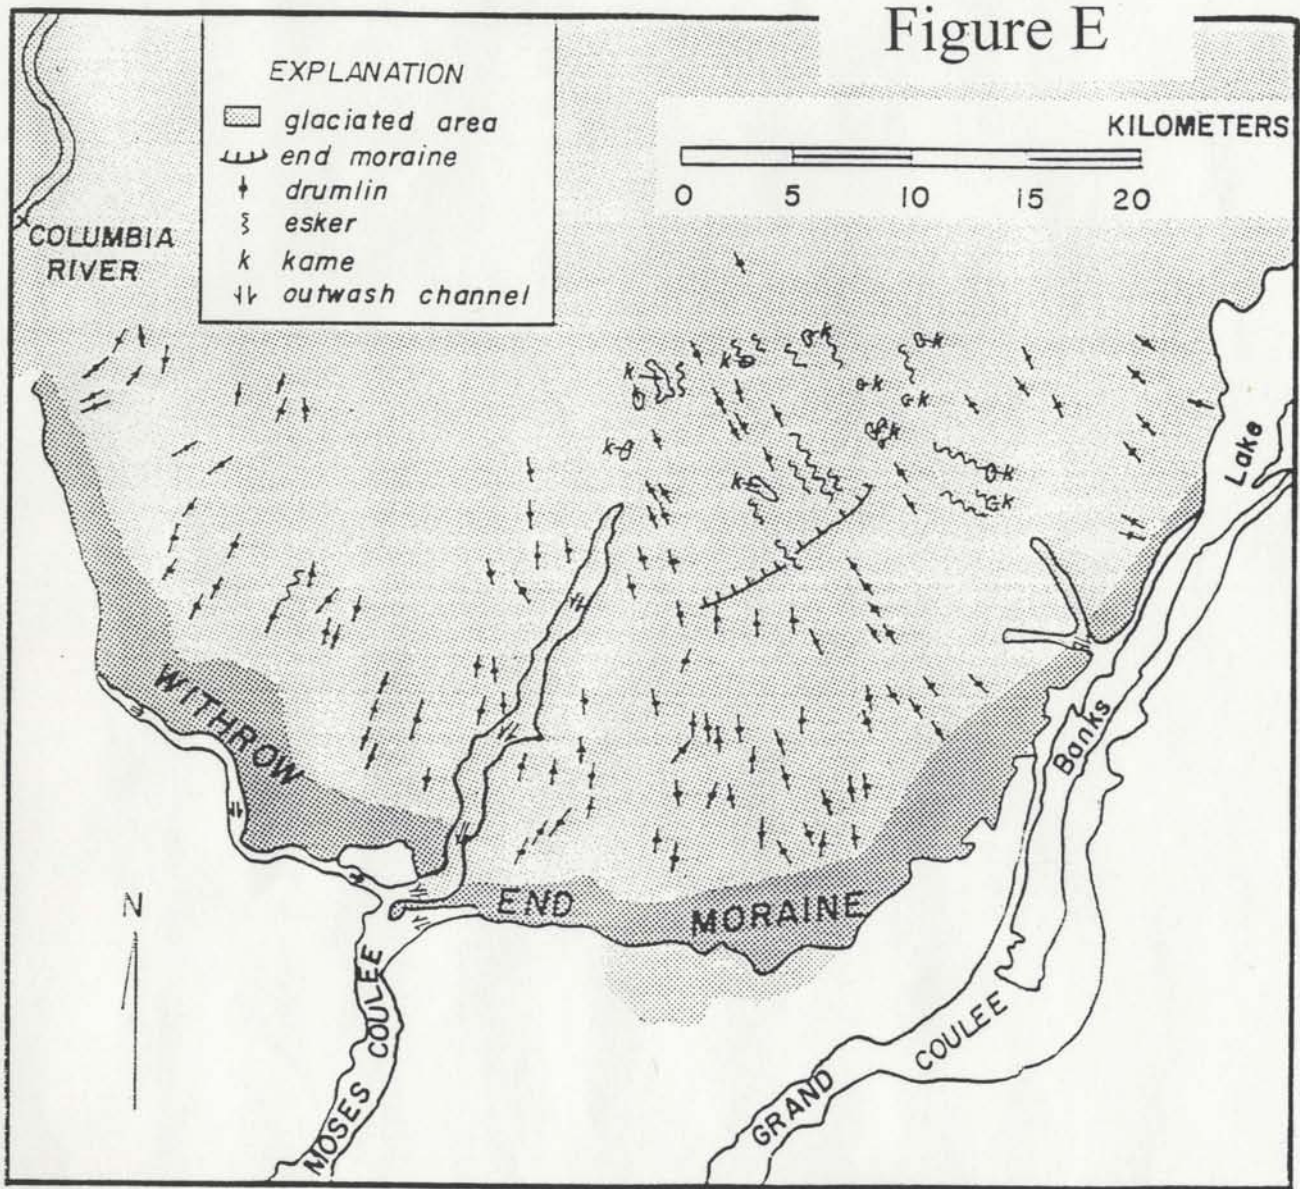 Figure E
EXPLANATION
glaciated area
end moraine
drumlin
esker
k kame
outwash channel
KILOMETERS
0 5 10 15 20
COLUMBIA
RIVER
k
k
k
k
k
k
k
k
k
k
k
Lake
Banks
WITHROW
END
MORAINE
N
MOSES COULEE
GRAND
COULEE